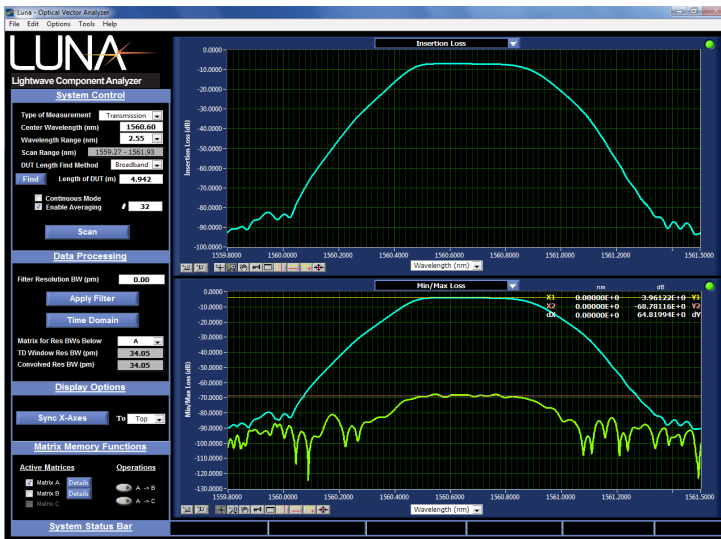 Luna - Optical Vector Analyzer
File Edit Options Tools Help
LUNA
Lightwave Component Analyzer
System Control
Type of Measurement Transmission
Center Wavelength (nm) 1560.60
Wavelength Range (nm) 2.55
Scan Range (nm) 1559.27 - 1561.93
DUT Length Find Method Broadband
Find Length of DUT (m) 4.942
Continuous Mode
Enable Averaging # 32
Scan
Data Processing
Filter Resolution BW (pm) 0.00
Apply Filter
Time Domain
Matrix for Res BWs Below A
TD Window Res BW (pm) 34.05
Convolved Res BW (pm) 34.05
Display Options
Sync X-Axes To Top
Matrix Memory Functions
Active Matrices Operations
Matrix A Details
Matrix B Details
Matrix C
A -> B
A -> C
System Status Bar
Insertion Loss
Insertion Loss (dB)
0.0000
-10.0000
-20.0000
-30.0000
-40.0000
-50.0000
-60.0000
-70.0000
-80.0000
-90.0000
-100.0000
1559.8000 1560.0000 1560.2000 1560.4000 1560.6000 1560.8000 1561.0000 1561.2000 1561.5000
Wavelength (nm)
Min/Max Loss
nm dB
X1 0.00000E+0 3.96122E+0 Y1
X2 0.00000E+0 -68.78116E+0 Y2
dX 0.00000E+0 64.81994E+0 dY
Min/Max Loss (dB)
0.0000
-10.0000
-20.0000
-30.0000
-40.0000
-50.0000
-60.0000
-70.0000
-80.0000
-90.0000
-100.0000
-110.0000
-120.0000
-130.0000
1559.8000 1560.0000 1560.2000 1560.4000 1560.6000 1560.8000 1561.0000 1561.2000 1561.5000
Wavelength (nm)